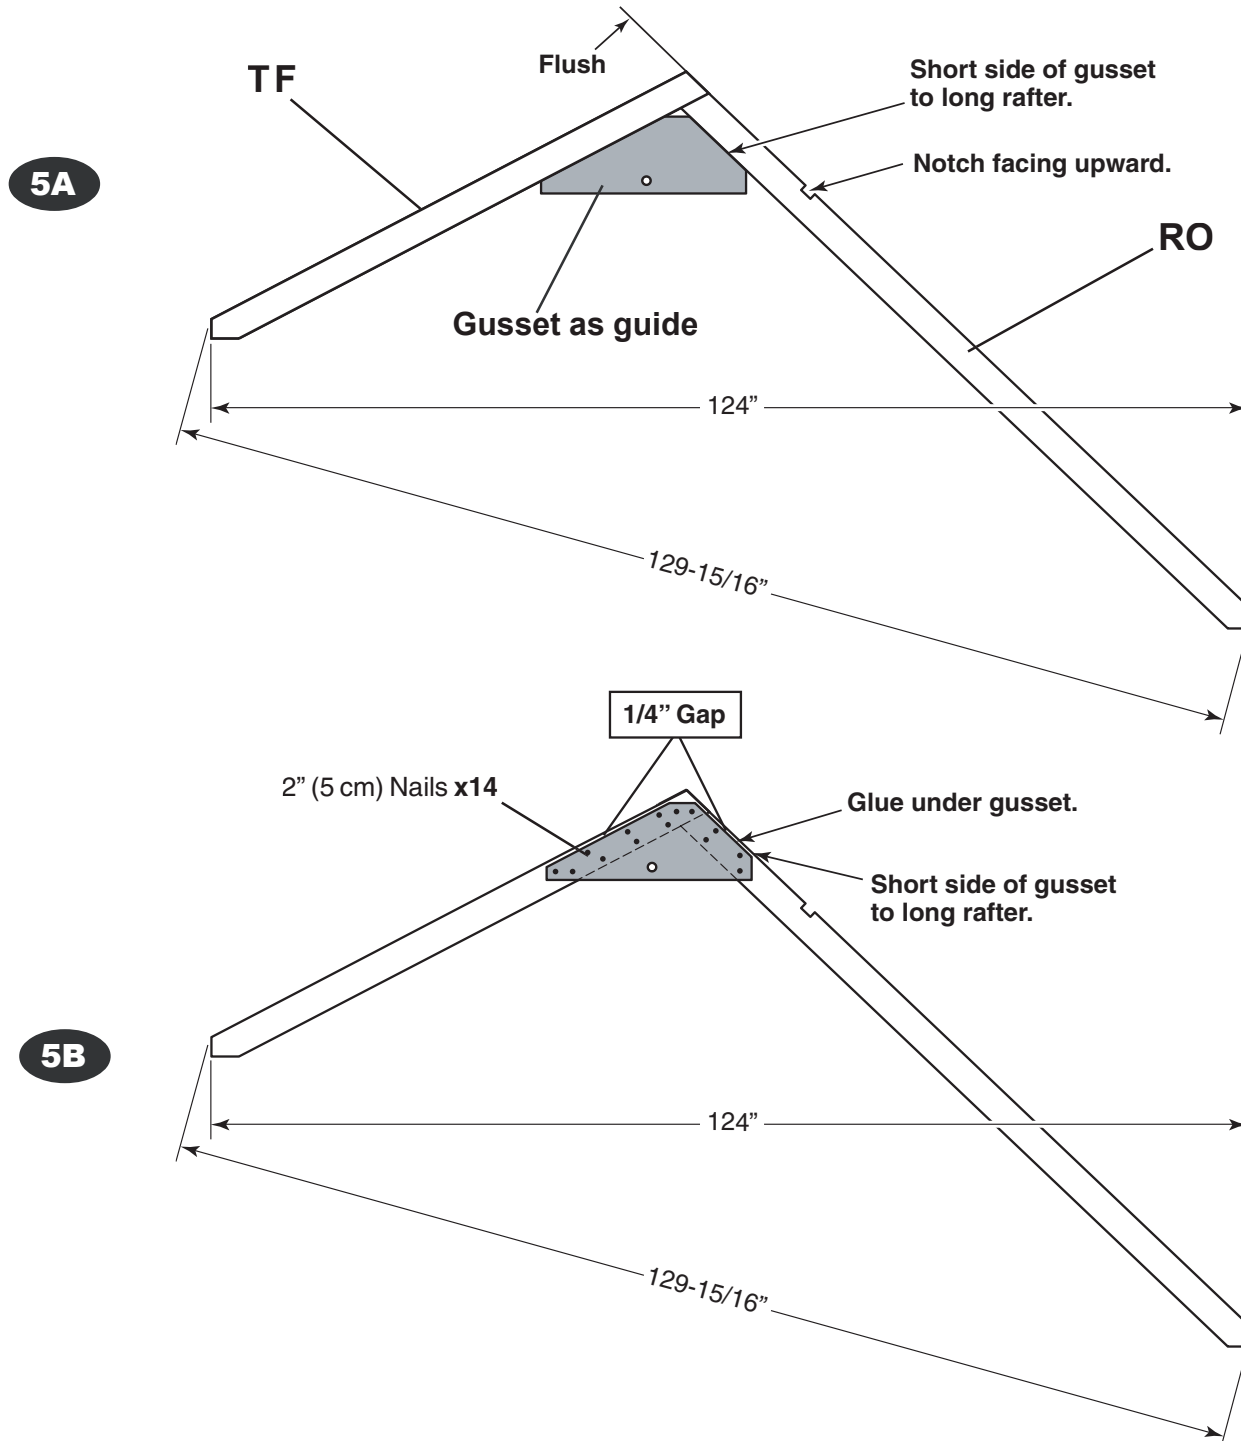 Flush
TF
Short side of gusset
to long rafter.
5A
Notch facing upward.
RO
Gusset as guide
124”
129-15/16”
1/4” Gap
2” (5 cm) Nails x14
Glue under gusset.
Short side of gusset
to long rafter.
5B
124”
129-15/16”